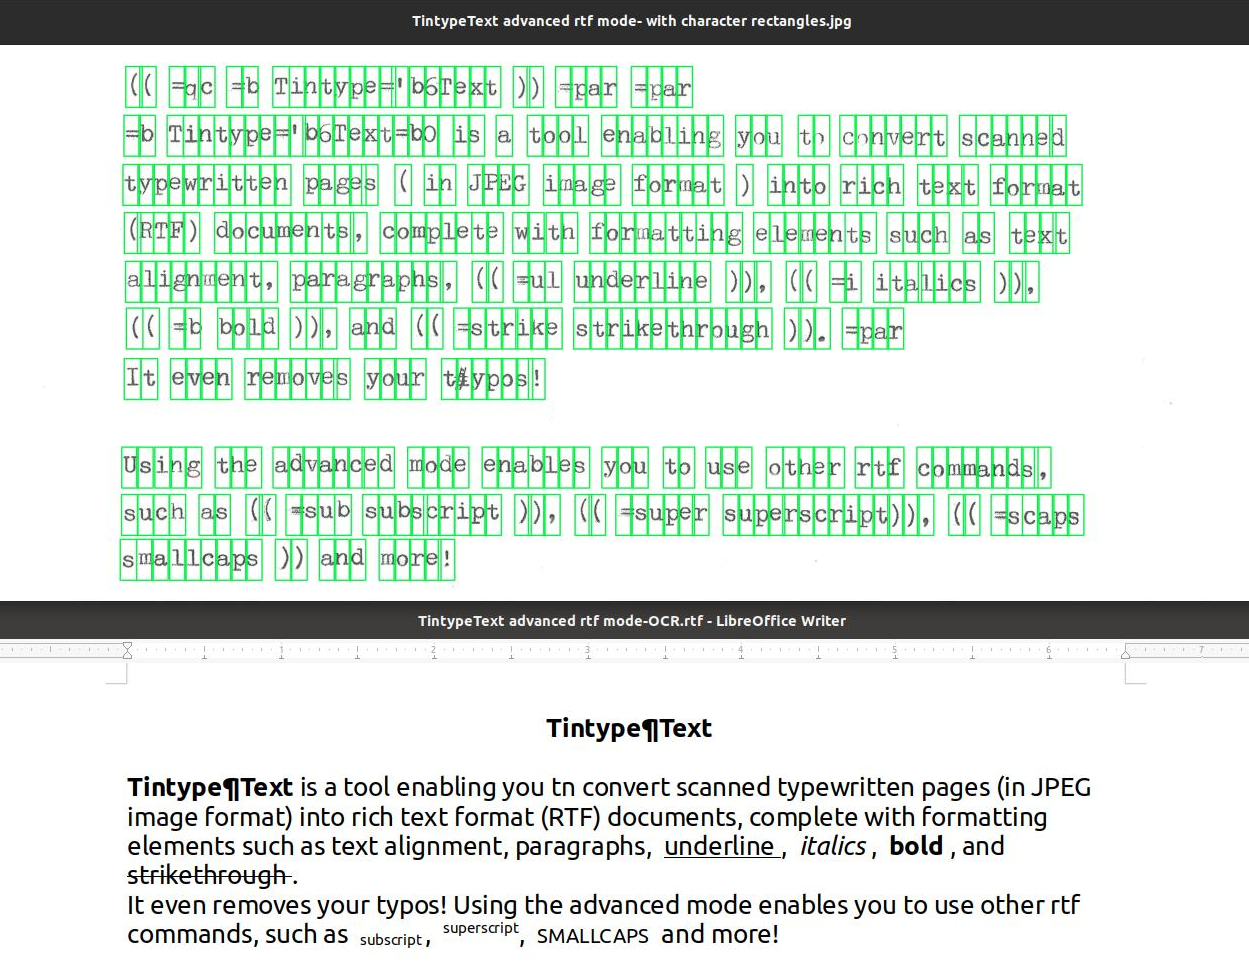 TintypeText advanced rtf mode- with character rectangles.jpg
(( =qc =b Tintype='b6Text )) =par =par
=b Tintype='b6Text=b0 is a tool enabling you to convert scanned
typewritten pages ( in JPEG image format ) into rich text format
(RTF) documents, complete with formatting elements such as text
alignment, paragraphs, (( =ul underline )), (( =i italics )),
(( =b bold )), and (( =strike strikethrough )). =par
It even removes your typos!
Using the advanced mode enables you to use other rtf commands,
such as (( =sub subscript )), (( =super superscript)), (( =scaps
smallcaps )) and more!
TintypeText advanced rtf mode-OCR.rtf - LibreOffice Writer
1 2 3 4 5 6 7
Tintype¶Text
Tintype¶Text is a tool enabling you tn convert scanned typewritten pages (in JPEG
image format) into rich text format (RTF) documents, complete with formatting
elements such as text alignment, paragraphs, underline , italics , bold , and
strikethrough .
It even removes your typos! Using the advanced mode enables you to use other rtf
commands, such as subscript, superscript, SMALLCAPS and more!